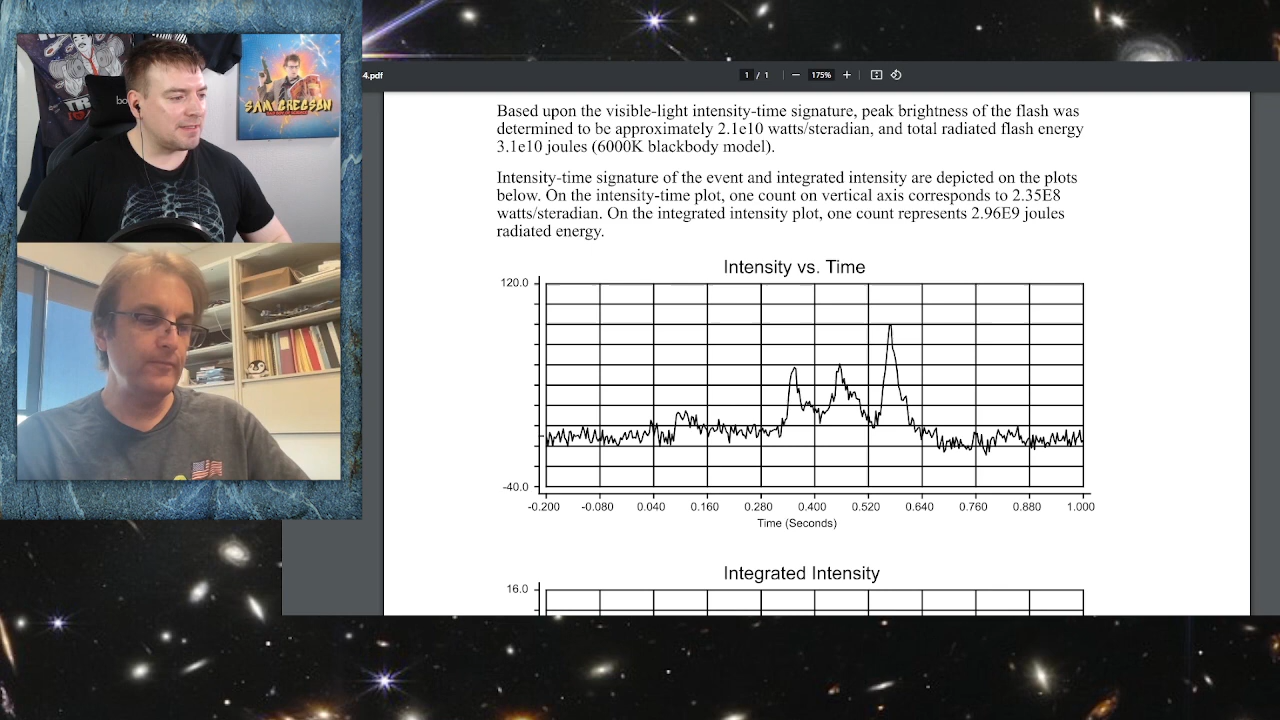 TR
bo
SAM GREGSON
4.pdf
1 / 1
175%
Based upon the visible-light intensity-time signature, peak brightness of the flash was
determined to be approximately 2.1e10 watts/steradian, and total radiated flash energy
3.1e10 joules (6000K blackbody model).
Intensity-time signature of the event and integrated intensity are depicted on the plots
below. On the intensity-time plot, one count on vertical axis corresponds to 2.35E8
watts/steradian. On the integrated intensity plot, one count represents 2.96E9 joules
radiated energy.
Intensity vs. Time
120.0
-40.0
-0.200 -0.080 0.040 0.160 0.280 0.400 0.520 0.640 0.760 0.880 1.000
Time (Seconds)
Integrated Intensity
16.0